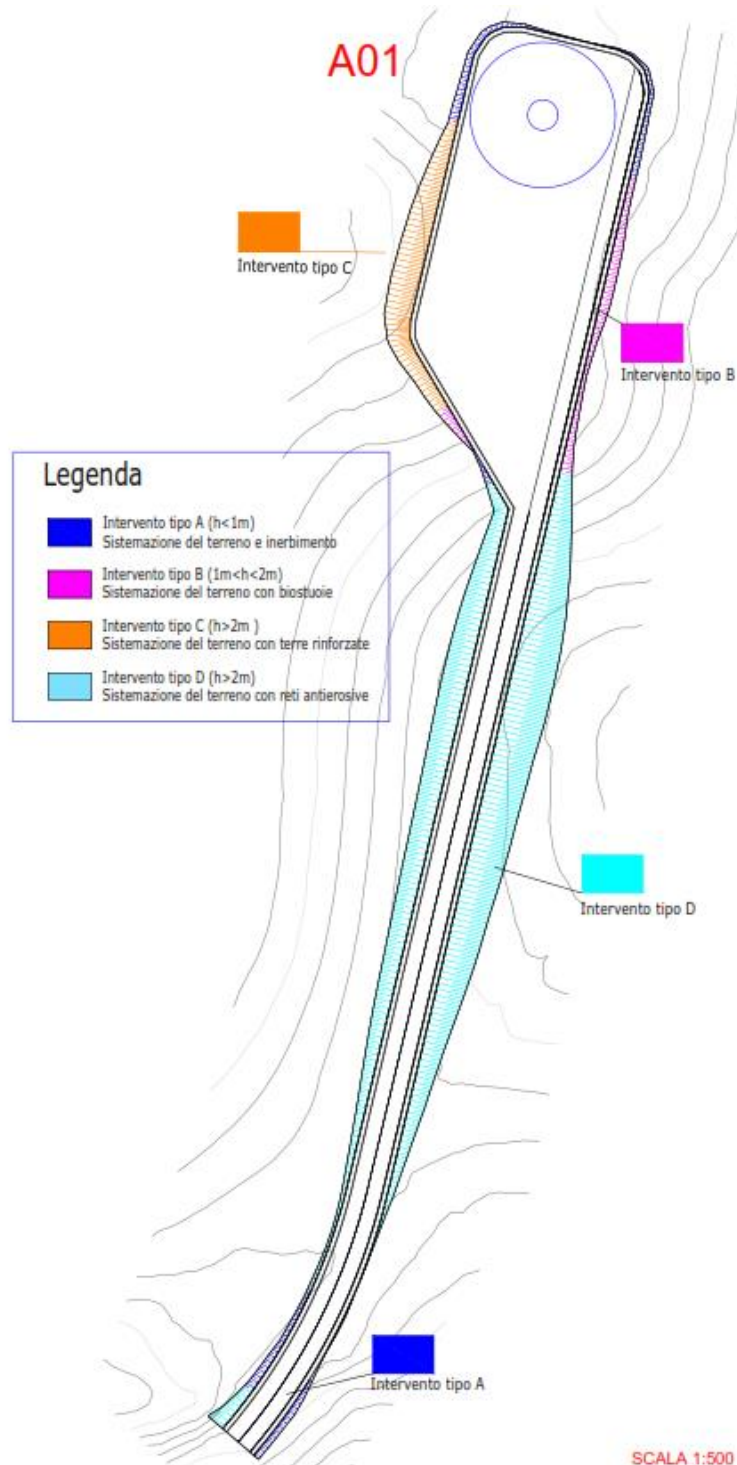 A01
Intervento tipo C
Intervento tipo B
Legenda
Intervento tipo A (h<1m)
Sistemazione del terreno e inerbimento
Intervento tipo B (1m<h<2m)
Sistemazione del terreno con biostuoie
Intervento tipo C (h>2m )
Sistemazione del terreno con terre rinforzate
Intervento tipo D (h>2m)
Sistemazione del terreno con reti antierosive
Intervento tipo D
Intervento tipo A
SCALA 1:500